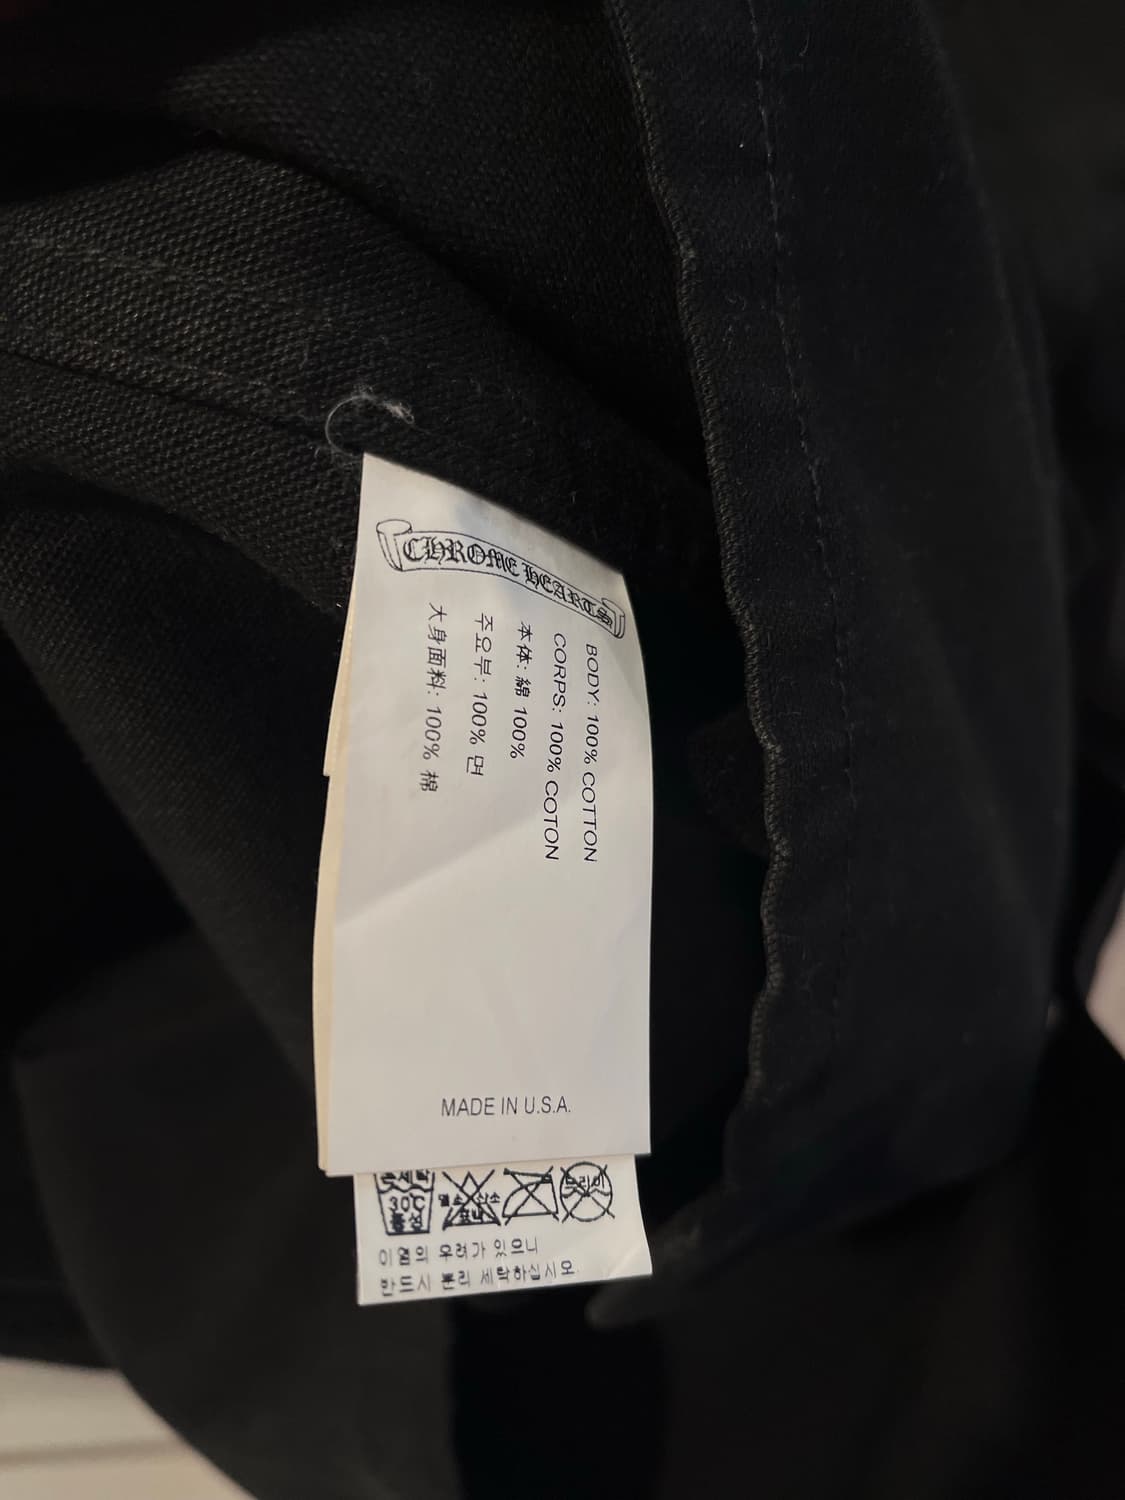 CHROME HEARTS
BODY: 100% COTTON
CORPS: 100% COTON
本体: 綿 100%
주요부: 100% 면
大身面料: 100% 棉
MADE IN U.S.A.
30℃
이염의 우려가 있으니
반드시 분리 세탁하십시오.